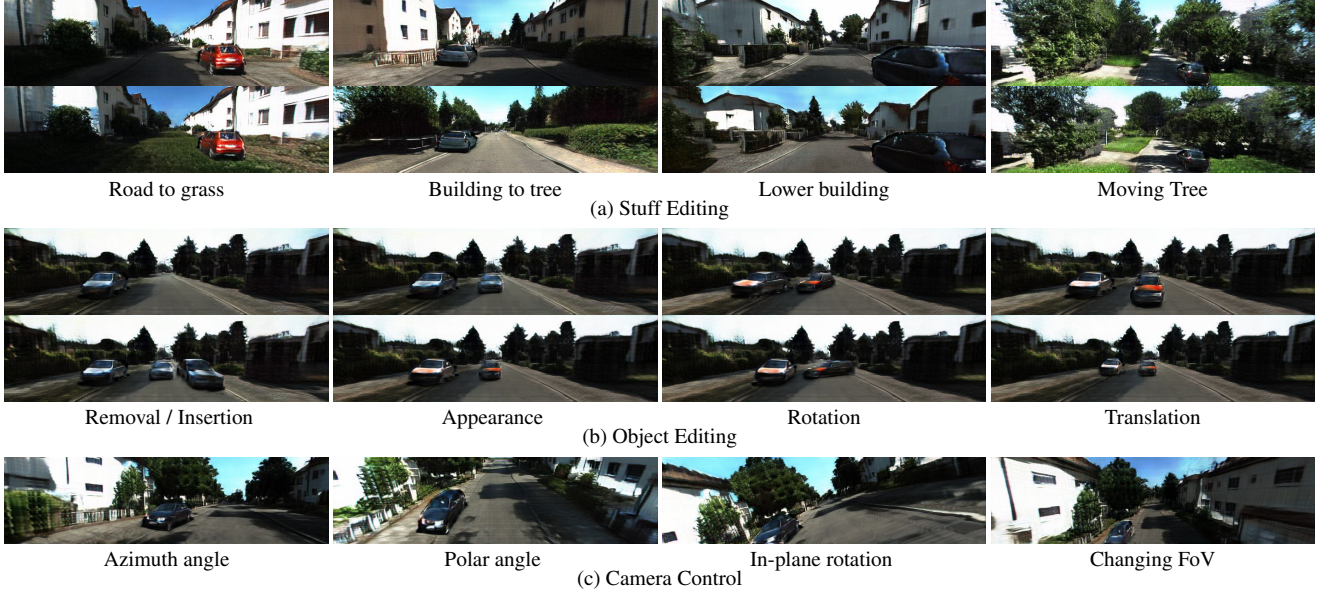 Road to grass
Building to tree
Lower building
Moving Tree
(a) Stuff Editing
Removal / Insertion
Appearance
Rotation
Translation
(b) Object Editing
Azimuth angle
Polar angle
In-plane rotation
Changing FoV
(c) Camera Control